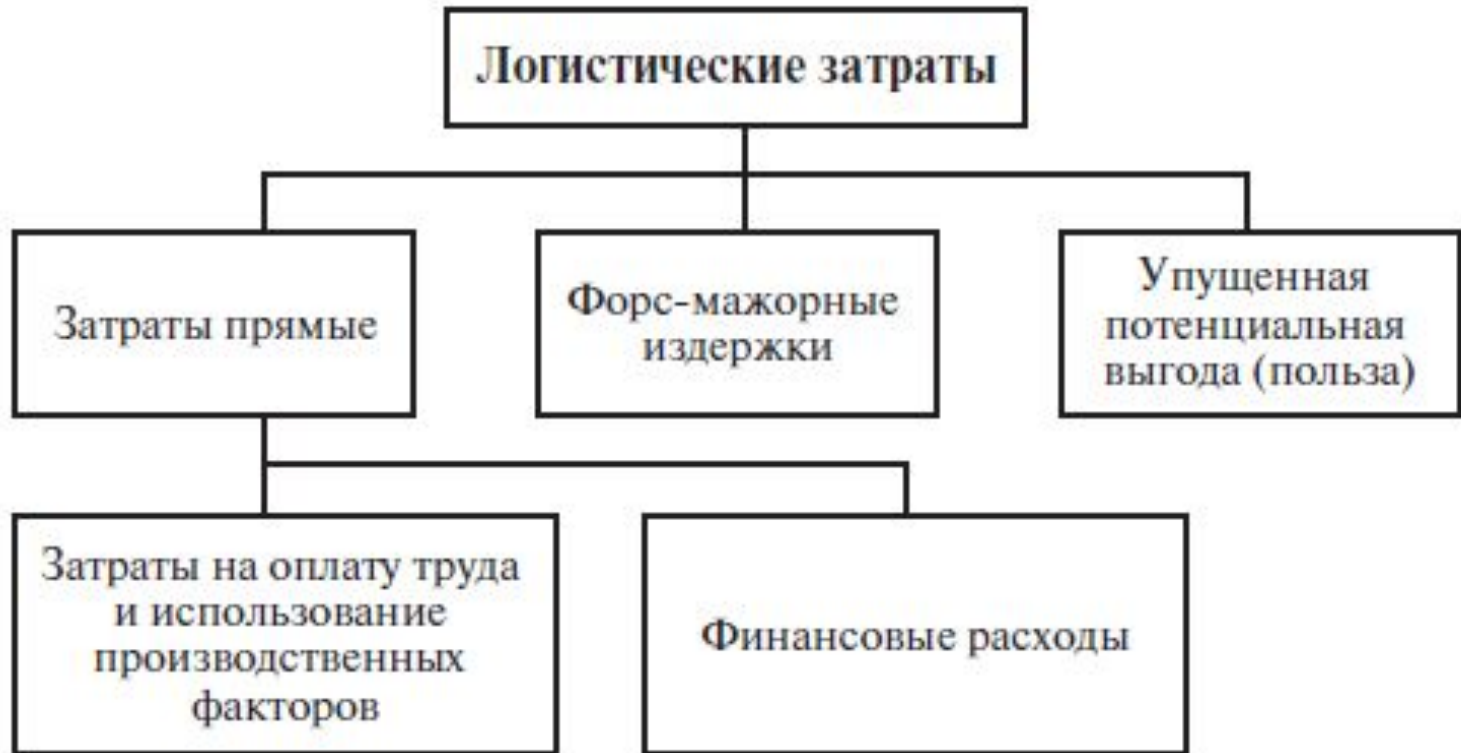 Логистические затраты
Затраты прямые
Форс-мажорные
издержки
Упущенная
потенциальная
выгода (польза)
Затраты на оплату труда
и использование
производственных
факторов
Финансовые расходы